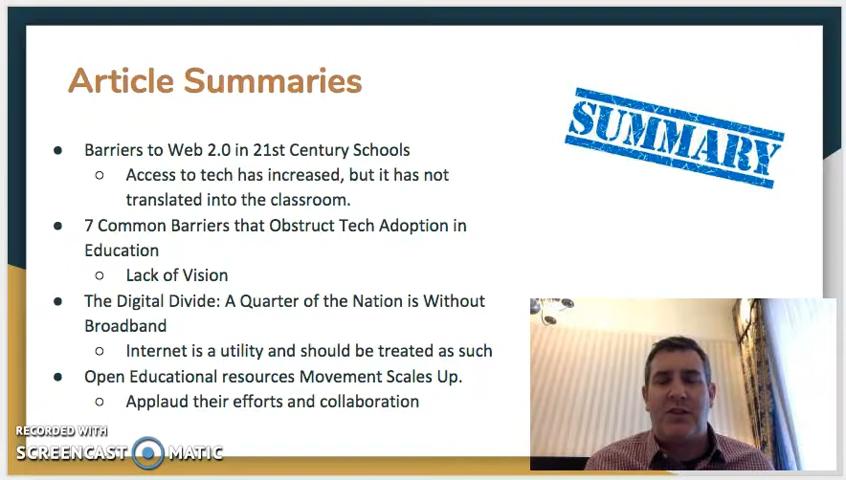 Article Summaries
SUMMARY
● Barriers to Web 2.0 in 21st Century Schools
○ Access to tech has increased, but it has not
translated into the classroom.
● 7 Common Barriers that Obstruct Tech Adoption in
Education
○ Lack of Vision
● The Digital Divide: A Quarter of the Nation is Without
Broadband
○ Internet is a utility and should be treated as such
● Open Educational resources Movement Scales Up.
○ Applaud their efforts and collaboration
RECORDED WITH
SCREENCAST MATIC